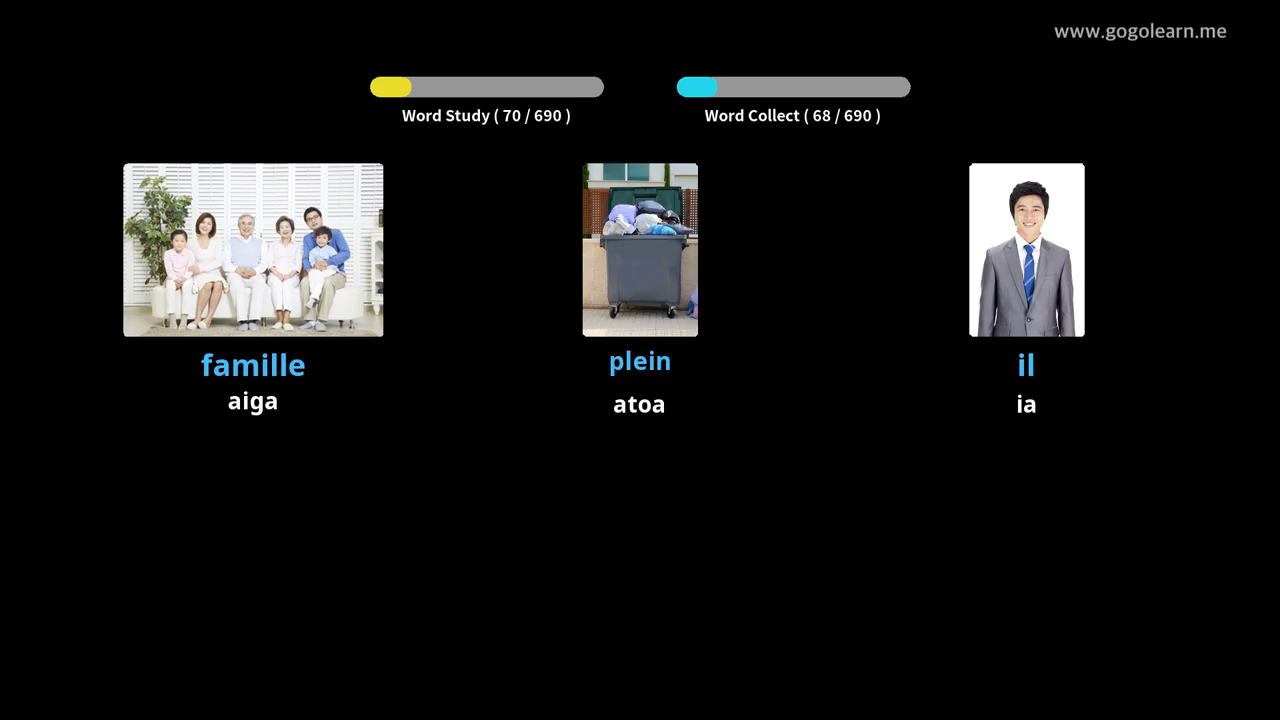 www.gogolearn.me
Word Study ( 70 / 690 )
Word Collect ( 68 / 690 )
famille
aiga
plein
atoa
il
ia